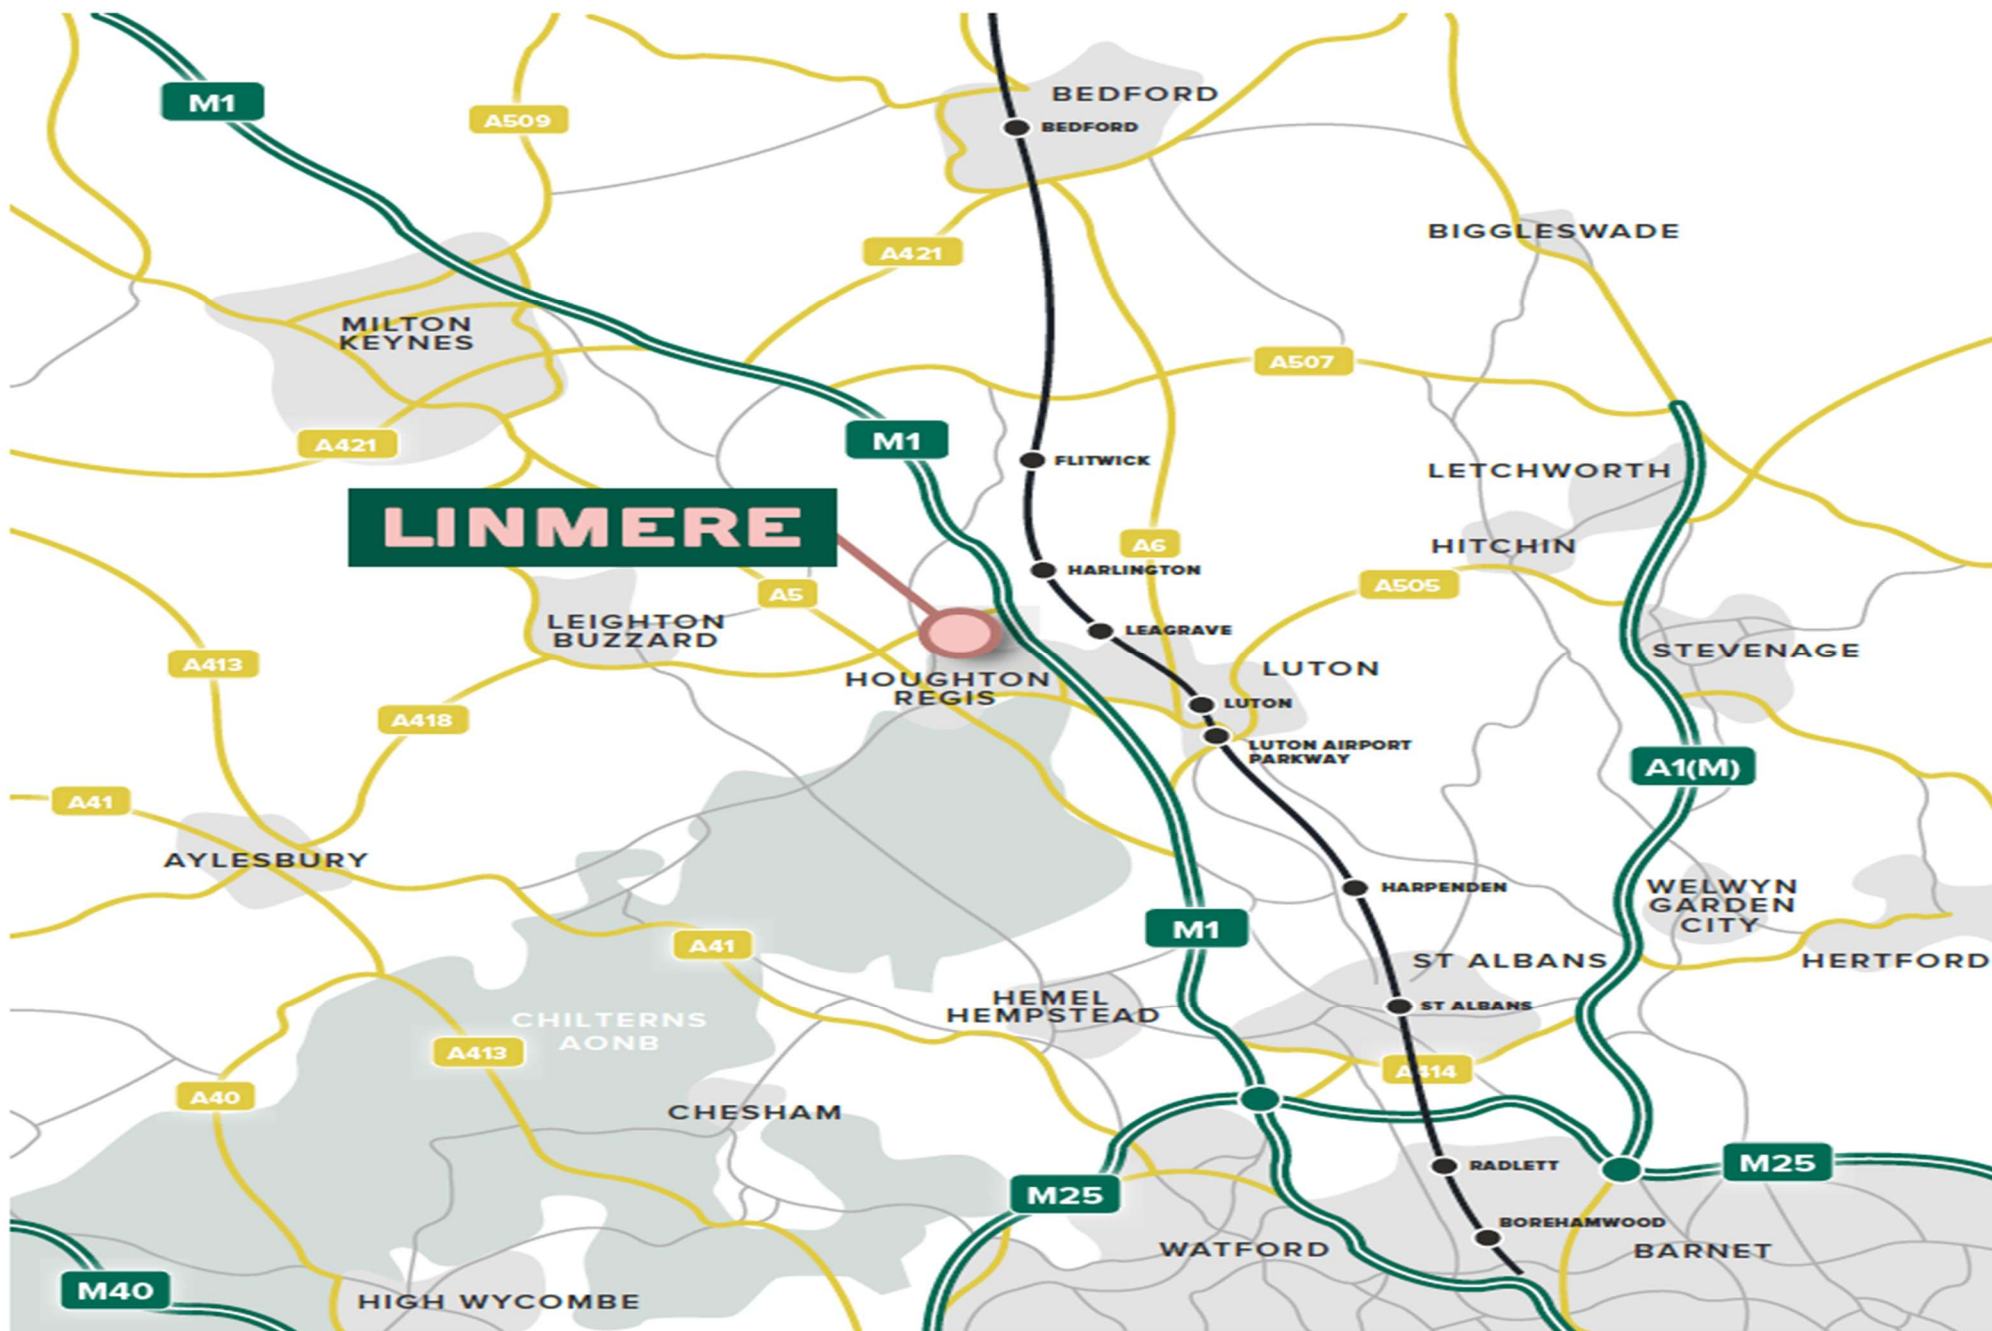 M1
A509
BEDFORD
BEDFORD
A421
BIGGLESWADE
MILTON
KEYNES
A507
A421
M1
FLITWICK
LETCHWORTH
LINMERE
A6
HITCHIN
HARLINGTON
A505
A5
LEIGHTON
BUZZARD
LEAGRAVE
STEVENAGE
A413
HOUGHTON
REGIS
LUTON
LUTON
A418
LUTON AIRPORT
PARKWAY
A1(M)
A41
AYLESBURY
HARPENDEN
WELWYN
GARDEN
CITY
M1
A41
ST ALBANS
HERTFORD
HEMEL
HEMPSTEAD
ST ALBANS
CHILTERNS
AONB
A413
A414
A40
CHESHAM
RADLETT
M25
M25
BOREHAMWOOD
WATFORD
BARNET
M40
HIGH WYCOMBE